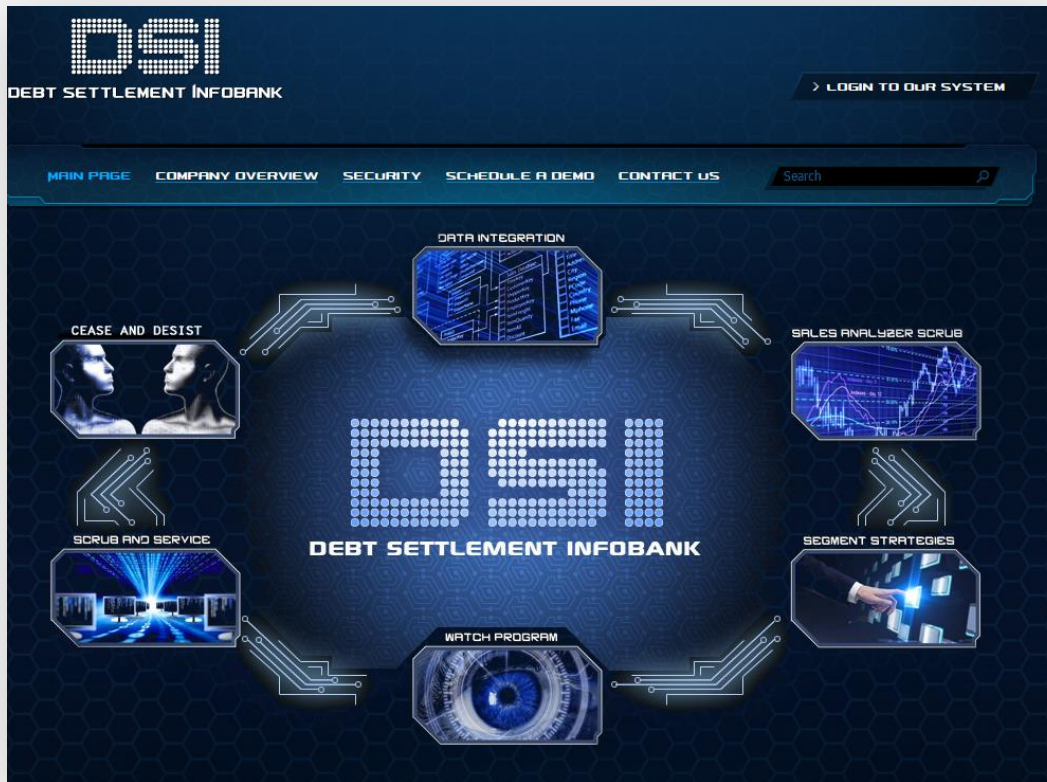 DSI
DEBT SETTLEMENT INFOBANK
> LOGIN TO OUR SYSTEM
MAIN PAGE COMPANY OVERVIEW SECURITY SCHEDULE A DEMO CONTACT US Search
DATA INTEGRATION
CEASE AND DESIST
SALES ANALYZER SCRUB
DSI
DEBT SETTLEMENT INFOBANK
SCRUB AND SERVICE
SEGMENT STRATEGIES
WATCH PROGRAM